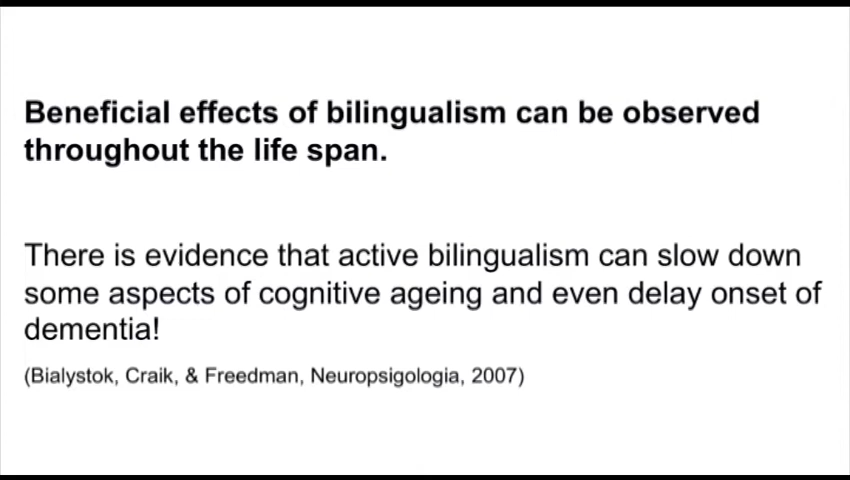 Beneficial effects of bilingualism can be observed
throughout the life span.
There is evidence that active bilingualism can slow down
some aspects of cognitive ageing and even delay onset of
dementia!
(Bialystok, Craik, & Freedman, Neuropsigologia, 2007)